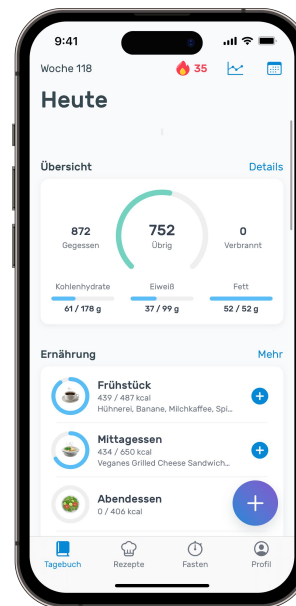 9:41
Woche 118
35
Heute
Übersicht
Details
872
Gegessen
752
Übrig
0
Verbrannt
Kohlenhydrate
61 / 178 g
Eiweiß
37 / 99 g
Fett
52 / 52 g
Ernährung
Mehr
Frühstück
439 / 487 kcal
Hühnerei, Banane, Milchkaffee, Spi...
Mittagessen
434 / 650 kcal
Veganes Grilled Cheese Sandwich...
Abendessen
0 / 406 kcal
Tagebuch
Rezepte
Fasten
Profil